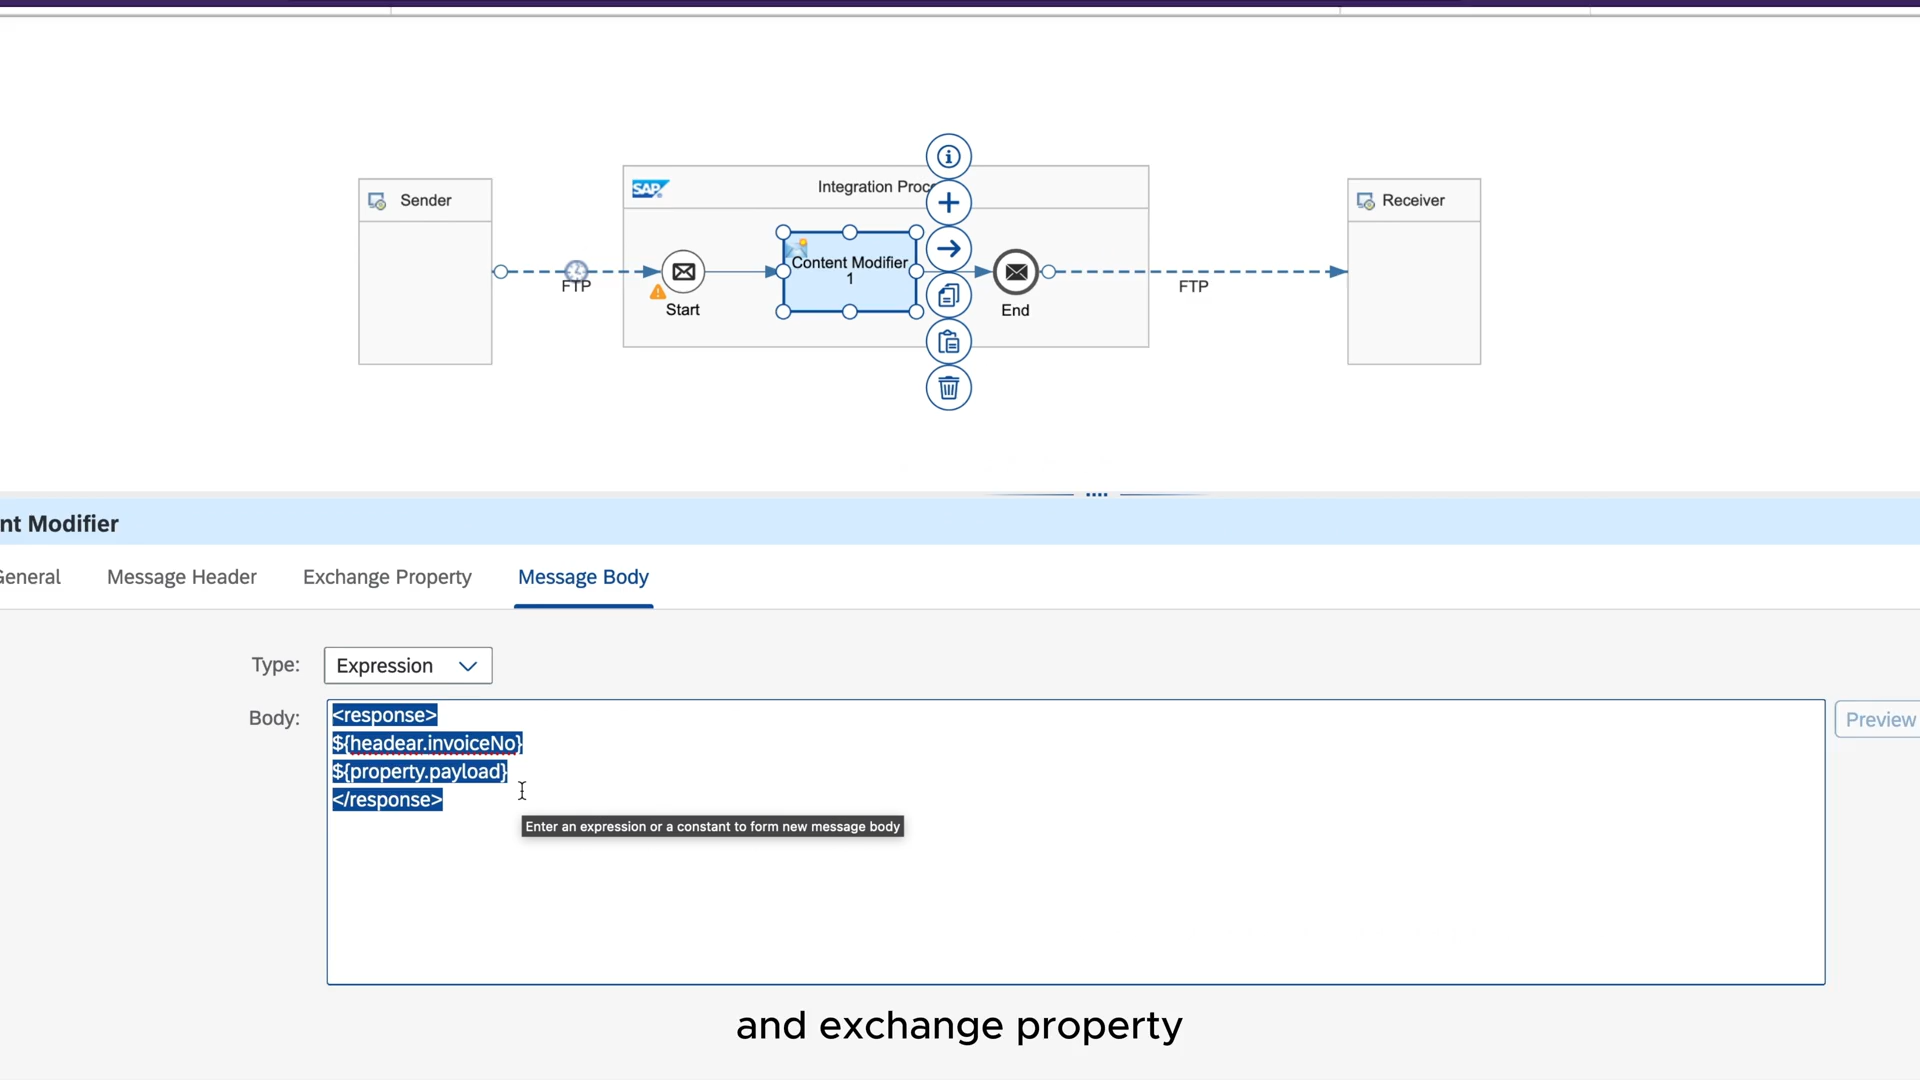 SAP
Integration Proc
Sender
Receiver
Content Modifier
1
FTP
Start
End
FTP
nt Modifier
General
Message Header
Exchange Property
Message Body
Type:
Expression
Body:
<response>
${headear.invoiceNo}
${property.payload}
</response>
Preview
Enter an expression or a constant to form new message body
and exchange property